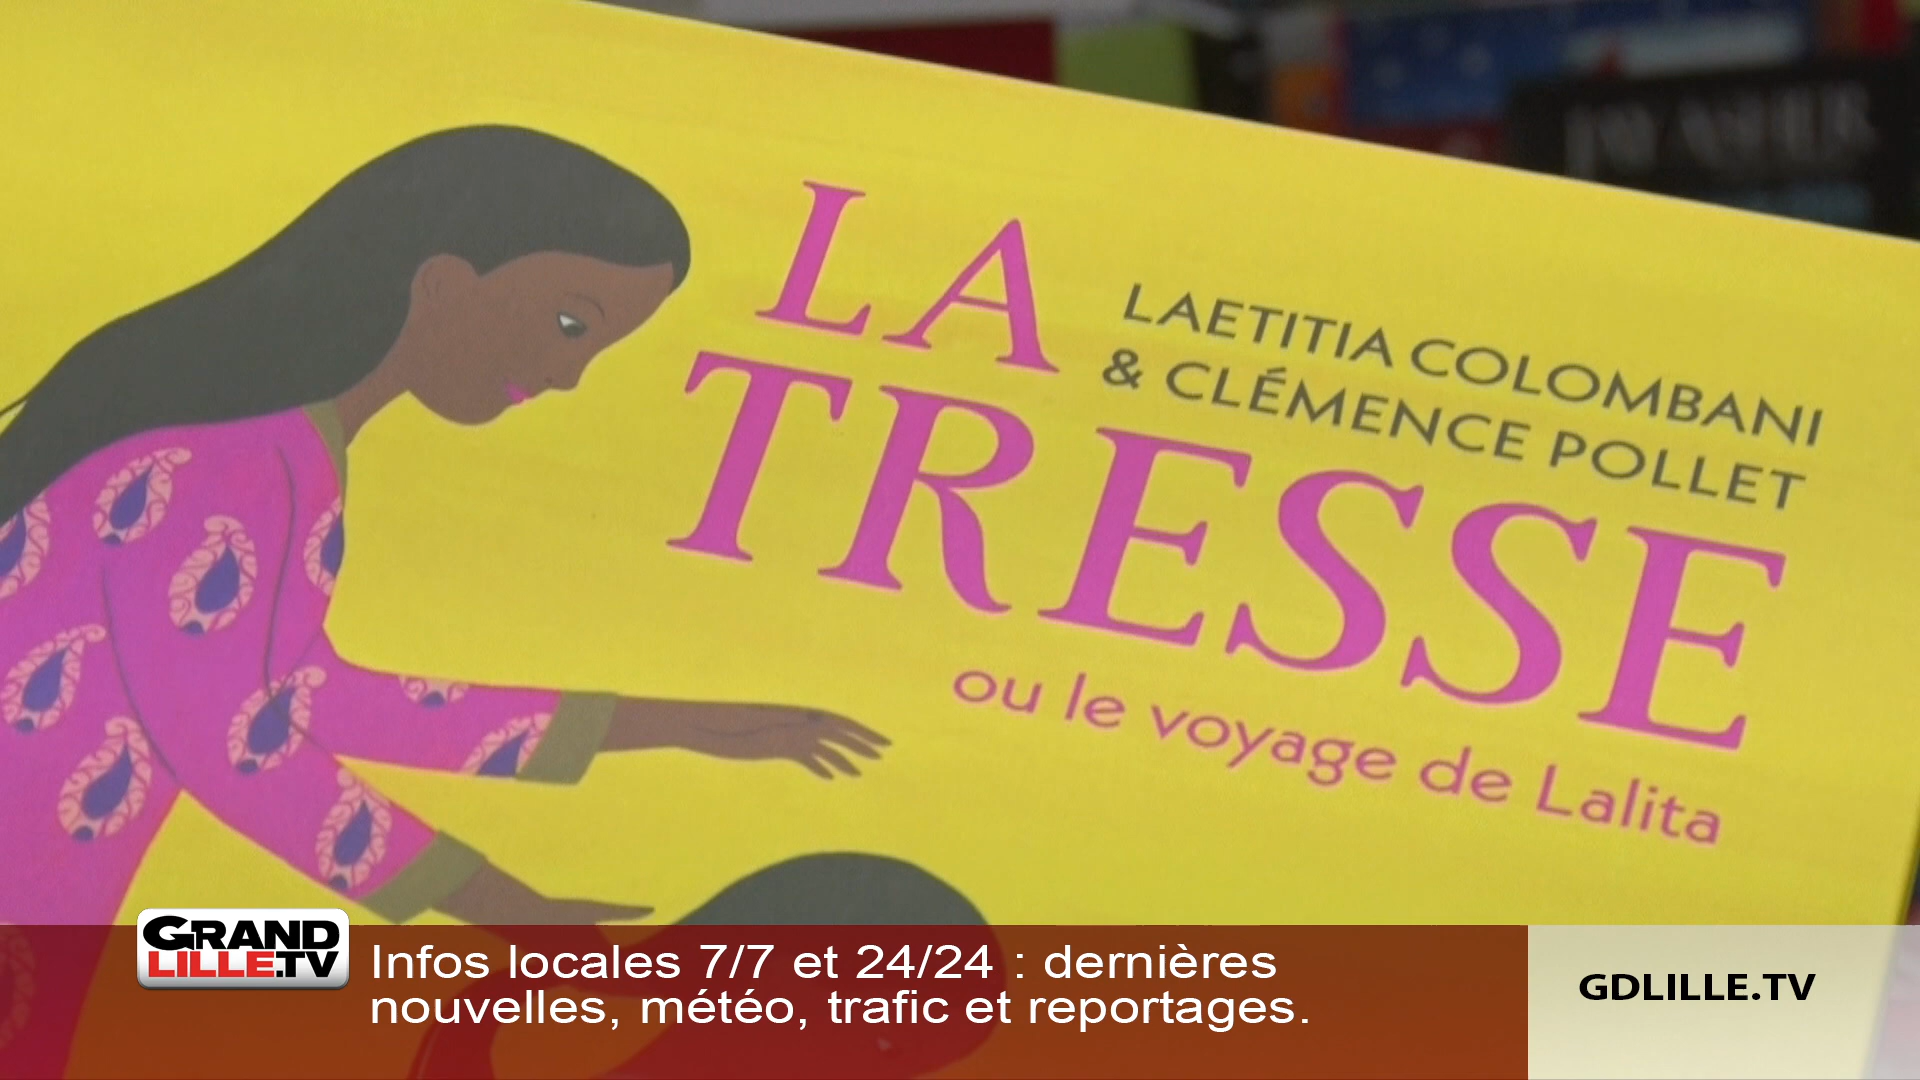 LA
TRESSE
LAETITIA COLOMBANI
& CLÉMENCE POLLET
ou le voyage de Lalita
GRAND
LILLE.TV
Infos locales 7/7 et 24/24 : dernières
nouvelles, météo, trafic et reportages.
GDLILLE.TV